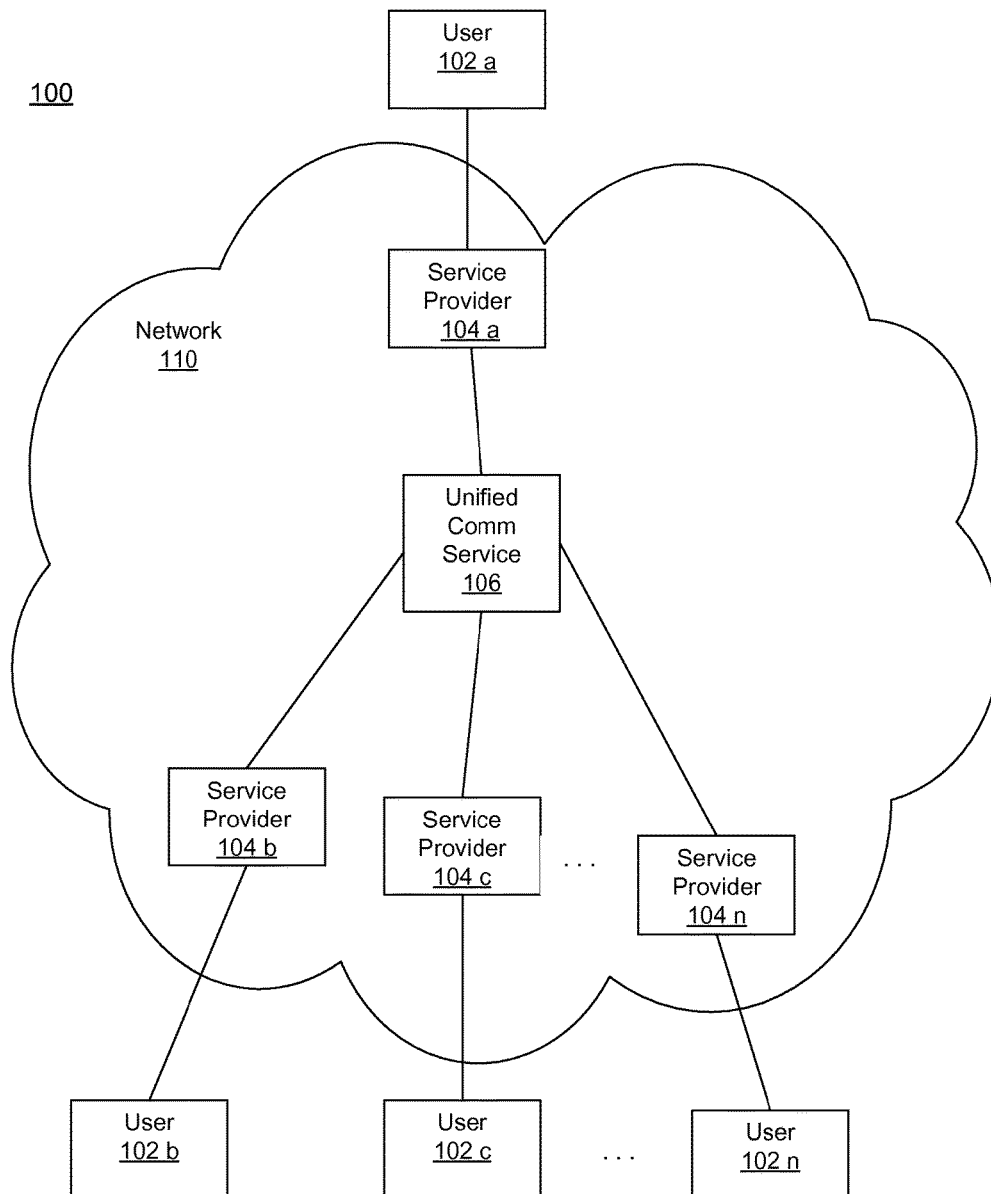 User
102 a
100
Service
Provider
104 a
Network
110
Unified
Comm
Service
106
Service
Provider
104 b
Service
Provider
104 c
. . .
Service
Provider
104 n
User
102 b
User
102 c
. . .
User
102 n